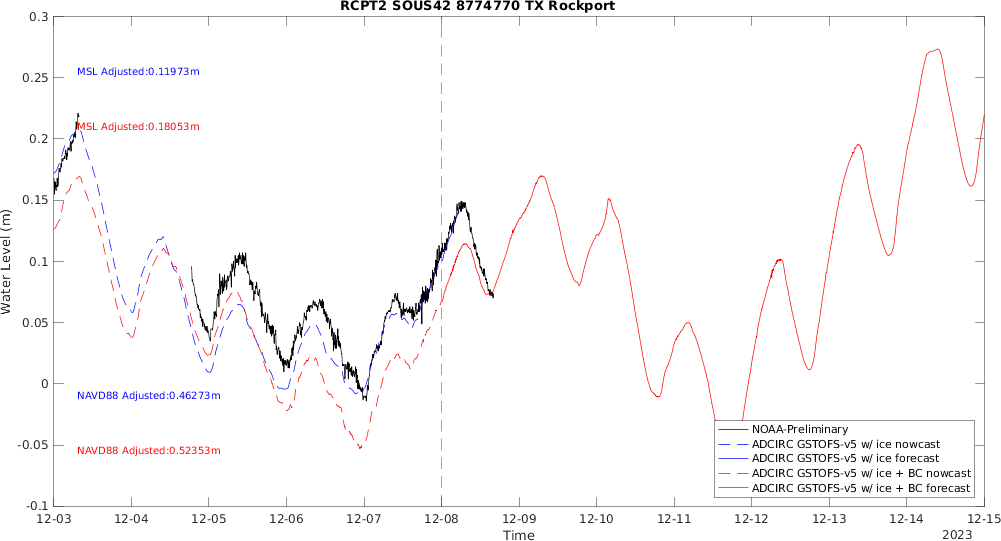 RCPT2 SOUS42 8774770 TX Rockport
0.3
0.25
0.2
0.15
0.1
0.05
0
-0.05
-0.1
Water Level (m)
MSL Adjusted:0.11973m
MSL Adjusted:0.18053m
NAVD88 Adjusted:0.46273m
NAVD88 Adjusted:0.52353m
NOAA-Preliminary
ADCIRC GSTOFS-v5 w/ ice nowcast
ADCIRC GSTOFS-v5 w/ ice forecast
ADCIRC GSTOFS-v5 w/ ice + BC nowcast
ADCIRC GSTOFS-v5 w/ ice + BC forecast
12-03 12-04 12-05 12-06 12-07 12-08 12-09 12-10 12-11 12-12 12-13 12-14 12-15
Time
2023